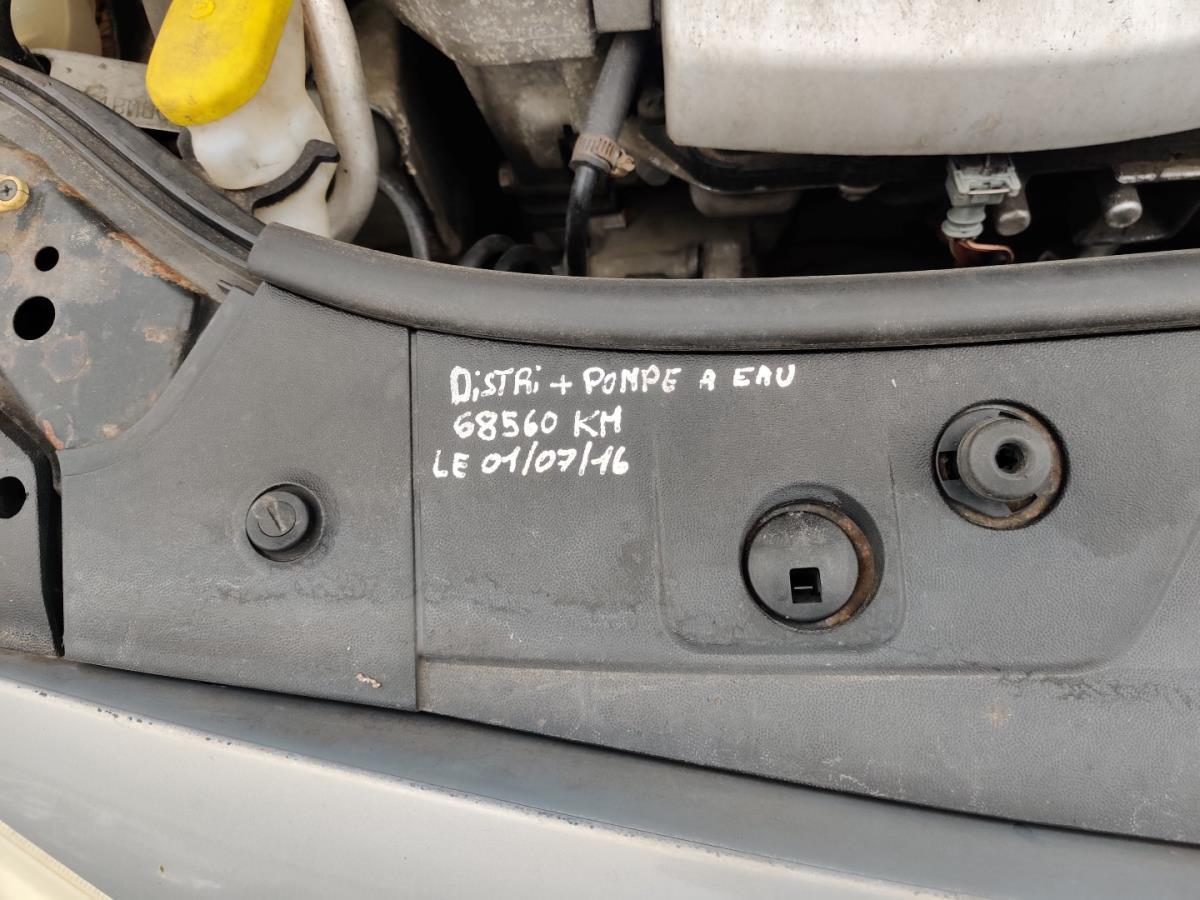 DiSTRi + POMPE A EAU
68560 KM
LE 01/07/16